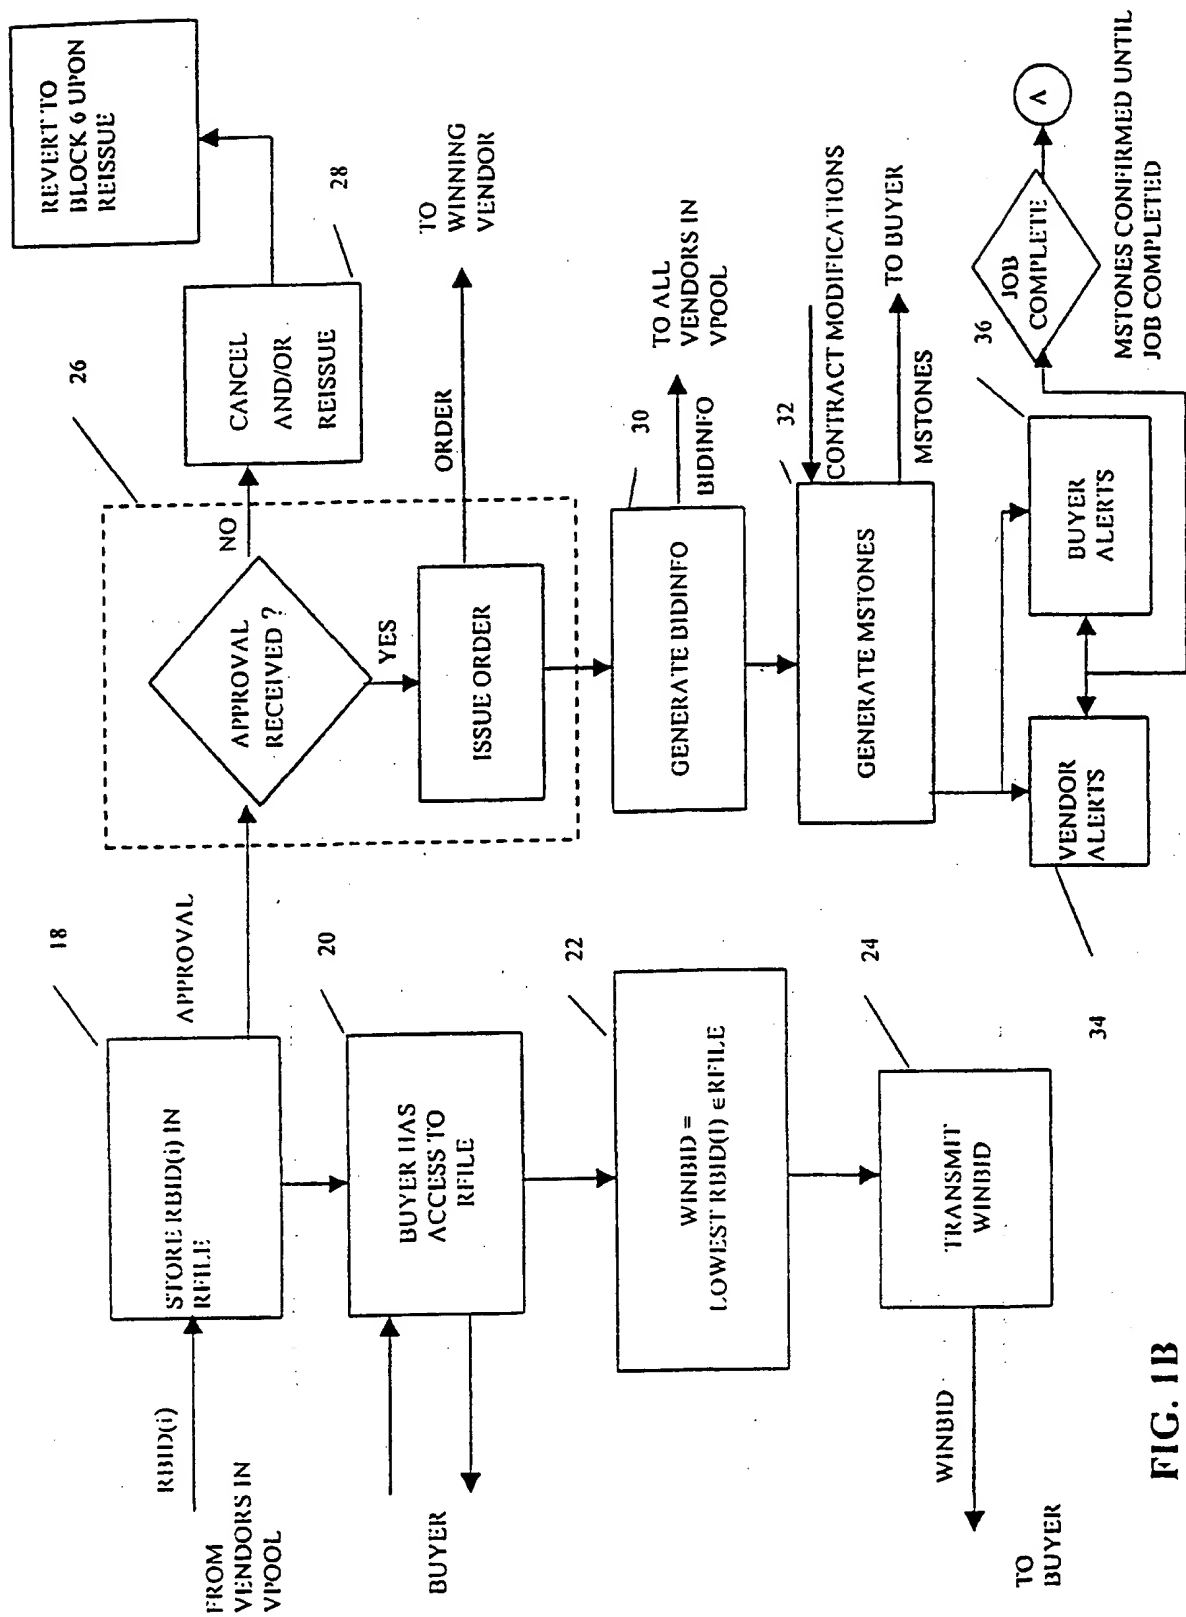 FROM
VENDORS IN
VPOOL
RBID(i)
STORE RBID(i) IN
RFILE
18
APPROVAL
BUYER
BUYER HAS
ACCESS TO
RFILE
20
WINBID =
LOWEST RBID(I) ∈ RFILE
22
TO
BUYER
WINBID
TRANSMIT
WINBID
24
26
APPROVAL
RECEIVED ?
NO
YES
CANCEL
AND/OR
REISSUE
28
REVERT TO
BLOCK 6 UPON
REISSUE
ISSUE ORDER
ORDER
TO
WINNING
VENDOR
GENERATE BIDINFO
30
BIDINFO
TO ALL
VENDORS IN
VPOOL
GENERATE MSTONES
32
CONTRACT MODIFICATIONS
MSTONES
TO BUYER
VENDOR
ALERTS
34
BUYER
ALERTS
36
JOB
COMPLETE
A
MSTONES CONFIRMED UNTIL
JOB COMPLETED
FIG. 1B